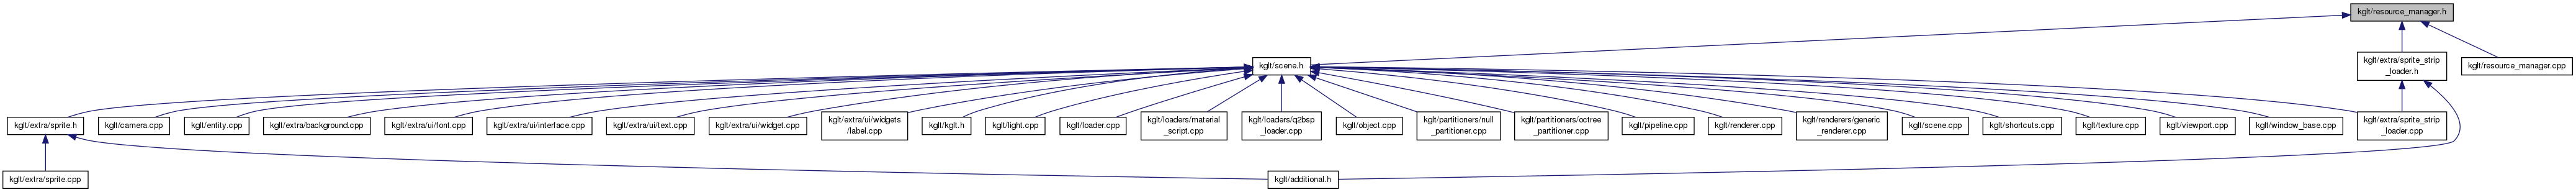 kglt/resource_manager.h
kglt/scene.h
kglt/extra/sprite_strip
_loader.h
kglt/resource_manager.cpp
kglt/extra/sprite.h
kglt/camera.cpp
kglt/entity.cpp
kglt/extra/background.cpp
kglt/extra/ui/font.cpp
kglt/extra/ui/interface.cpp
kglt/extra/ui/text.cpp
kglt/extra/ui/widget.cpp
kglt/extra/ui/widgets
/label.cpp
kglt/kglt.h
kglt/light.cpp
kglt/loader.cpp
kglt/loaders/material
_script.cpp
kglt/loaders/q2bsp
_loader.cpp
kglt/object.cpp
kglt/partitioners/null
_partitioner.cpp
kglt/partitioners/octree
_partitioner.cpp
kglt/pipeline.cpp
kglt/renderer.cpp
kglt/renderers/generic
_renderer.cpp
kglt/scene.cpp
kglt/shortcuts.cpp
kglt/texture.cpp
kglt/viewport.cpp
kglt/window_base.cpp
kglt/extra/sprite_strip
_loader.cpp
kglt/extra/sprite.cpp
kglt/additional.h